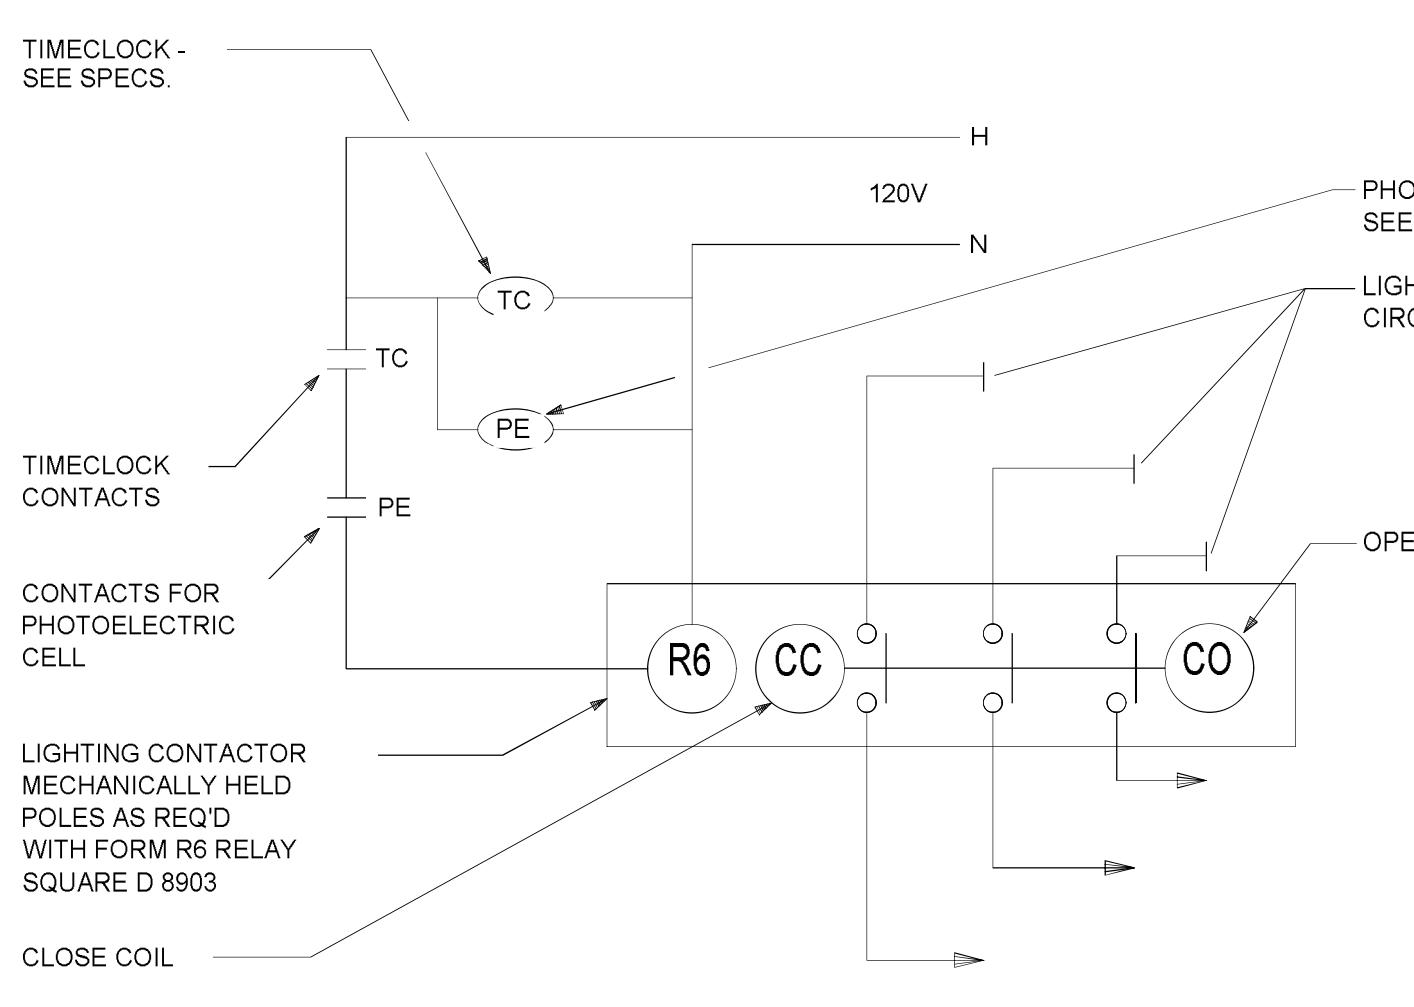 TIMECLOCK -
SEE SPECS.
H
120V
PHO
SEE
N
TC
LIGH
CIRC
TC
PE
TIMECLOCK
CONTACTS
PE
OPE
CONTACTS FOR
PHOTOELECTRIC
CELL
R6
CC
CO
LIGHTING CONTACTOR
MECHANICALLY HELD
POLES AS REQ'D
WITH FORM R6 RELAY
SQUARE D 8903
CLOSE COIL